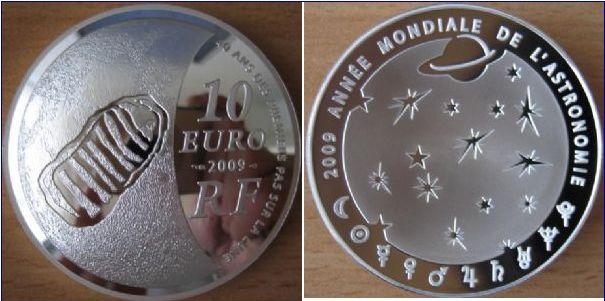 40 ANS DES PREMIERS PAS SUR LA LUNE
10
EURO
2009
RF
2009 ANNÉE MONDIALE DE L'ASTRONOMIE